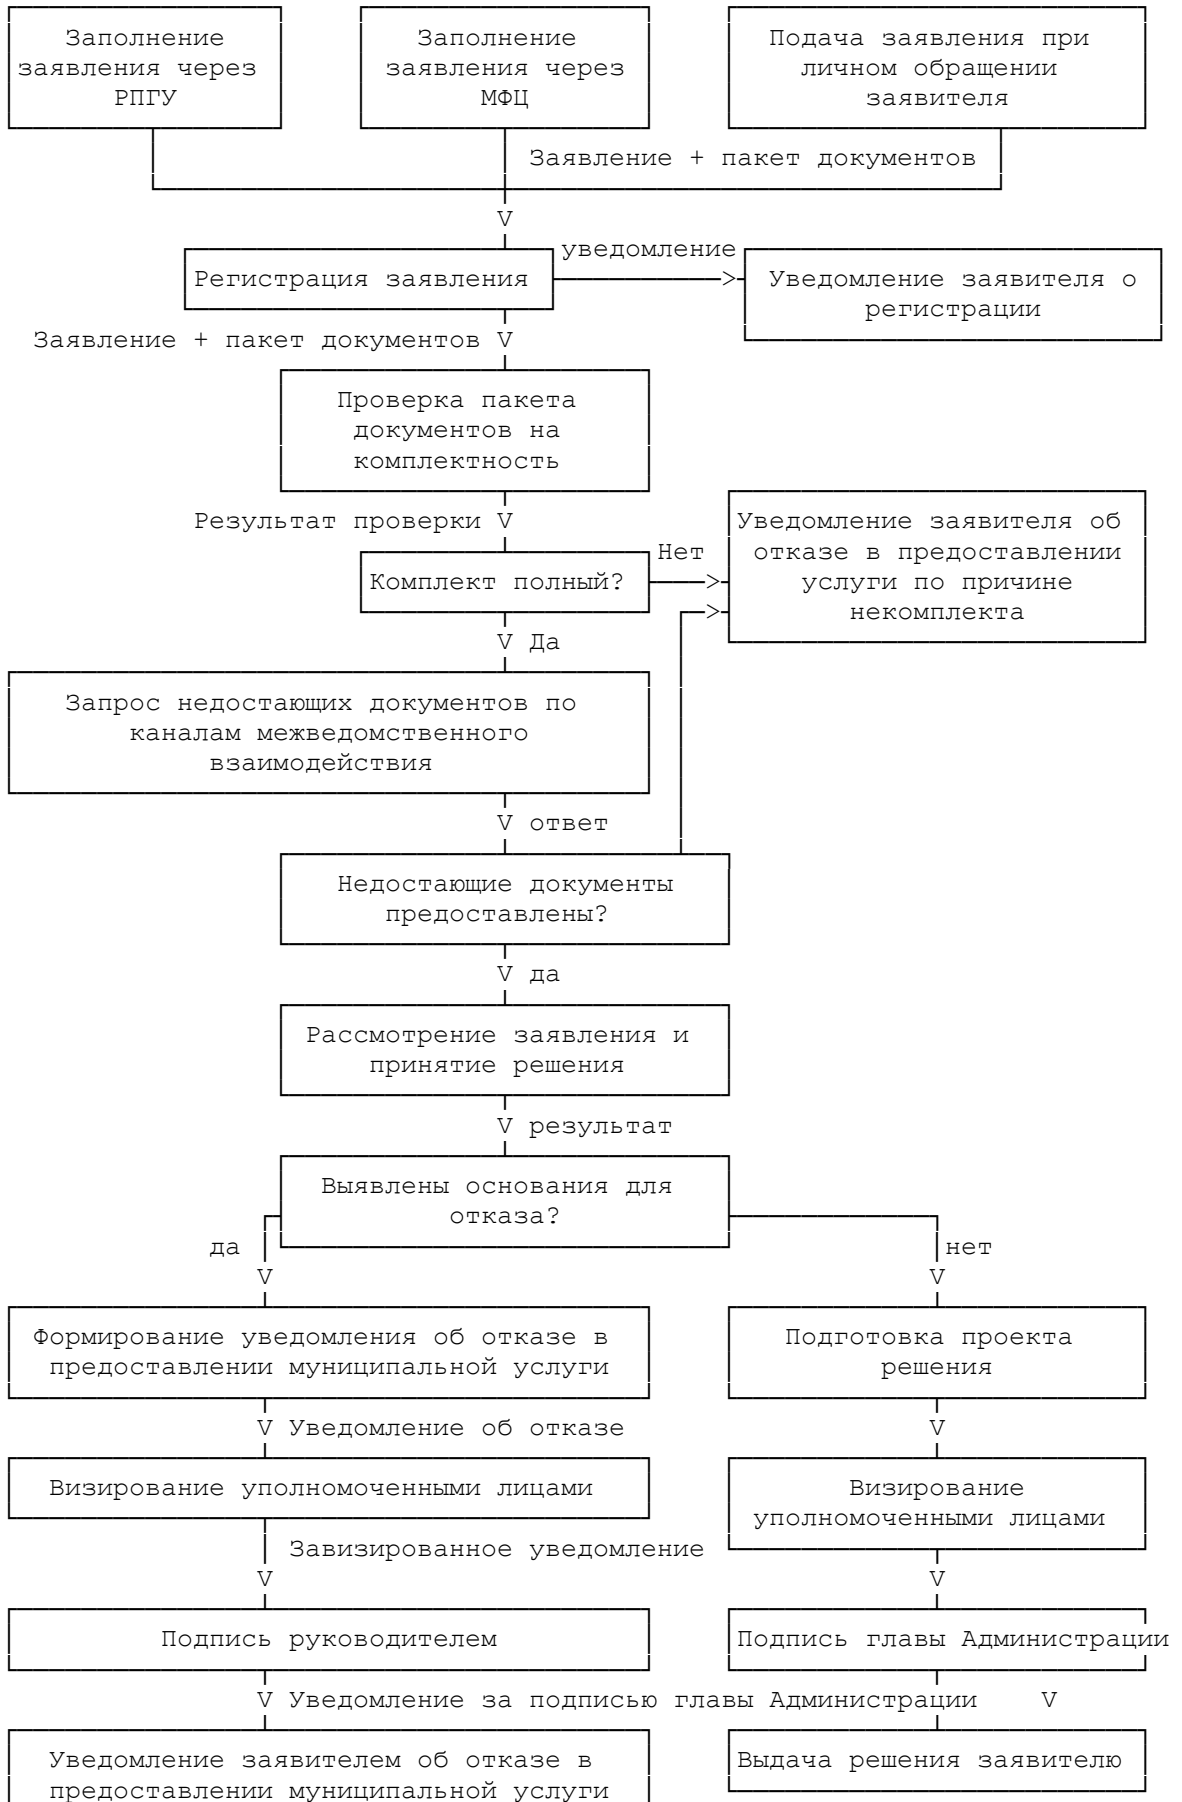 Заполнение
заявления через
РПГУ
Заполнение
заявления через
МФЦ
Подача заявления при
личном обращении
заявителя
Заявление + пакет документов
V
уведомление
Регистрация заявления
>
Уведомление заявителя о
регистрации
Заявление + пакет документов V
Проверка пакета
документов на
комплектность
Результат проверки V
Комплект полный?
Нет
>
>
Уведомление заявителя об
отказе в предоставлении
услуги по причине
некомплекта
V Да
Запрос недостающих документов по
каналам межведомственного
взаимодействия
V ответ
Недостающие документы
предоставлены?
V да
Рассмотрение заявления и
принятие решения
V результат
Выявлены основания для
отказа?
да
нет
V
V
Формирование уведомления об отказе в
предоставлении муниципальной услуги
Подготовка проекта
решения
V Уведомление об отказе
V
Визирование уполномоченными лицами
Визирование
уполномоченными лицами
Завизированное уведомление
V
V
Подпись руководителем
Подпись главы Администрации
V Уведомление за подписью главы Администрации V
Уведомление заявителем об отказе в
предоставлении муниципальной услуги
Выдача решения заявителю